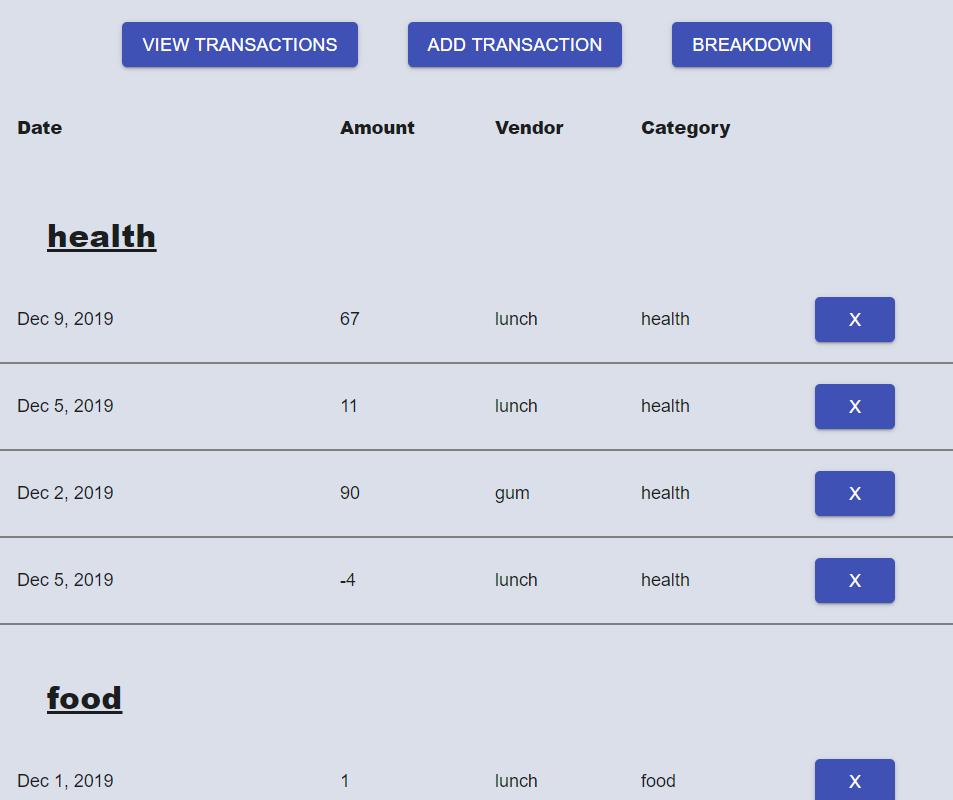 VIEW TRANSACTIONS ADD TRANSACTION BREAKDOWN
Date Amount Vendor Category
health
Dec 9, 2019 67 lunch health X
Dec 5, 2019 11 lunch health X
Dec 2, 2019 90 gum health X
Dec 5, 2019 -4 lunch health X
food
Dec 1, 2019 1 lunch food X